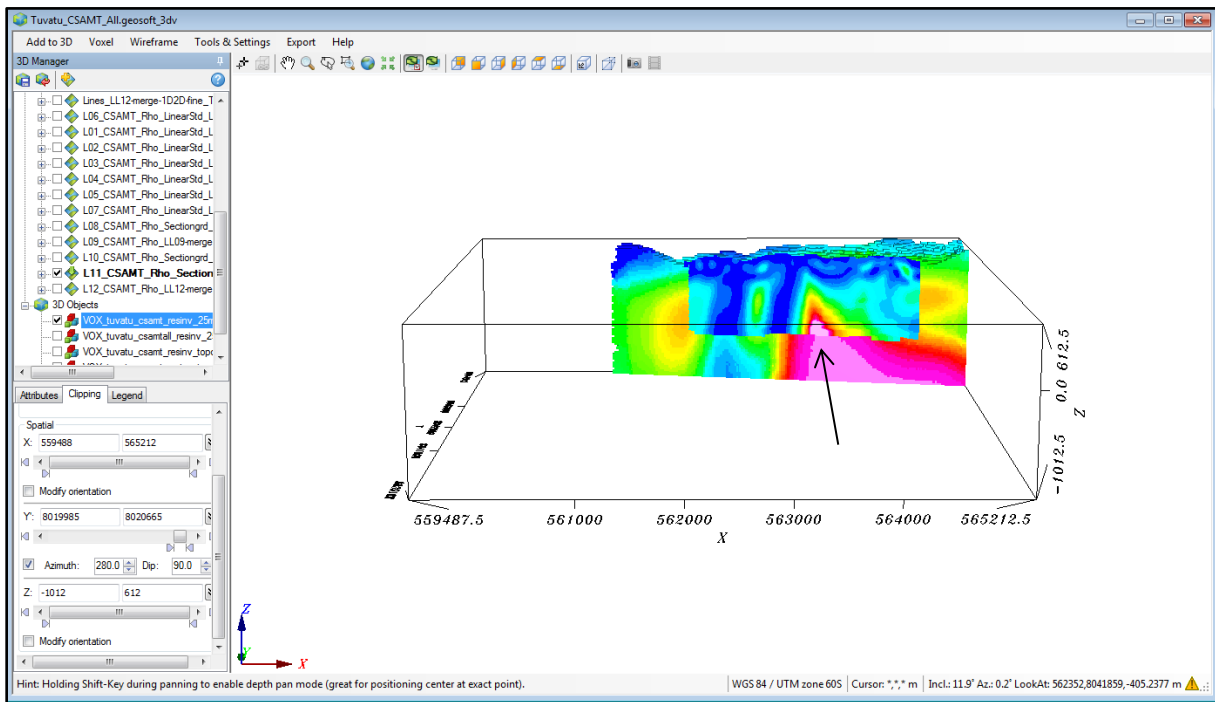 Tuvatu_CSAMT_All.geosoft_3dv
Add to 3D Voxel Wireframe Tools & Settings Export Help
3D Manager
Lines_LL12-merge-1D2D-fine_T
L06_CSAMT_Rho_LinearStd_L
L01_CSAMT_Rho_LinearStd_L
L02_CSAMT_Rho_LinearStd_L
L03_CSAMT_Rho_LinearStd_L
L04_CSAMT_Rho_LinearStd_L
L05_CSAMT_Rho_LinearStd_L
L07_CSAMT_Rho_LinearStd_L
L08_CSAMT_Rho_Sectiongrd_
L09_CSAMT_Rho_LL09-merge
L10_CSAMT_Rho_Sectiongrd_
L11_CSAMT_Rho_Section
L12_CSAMT_Rho_LL12-merge
3D Objects
VOX_tuvatu_csamt_resinv_25m
VOX_tuvatu_csamtall_resinv_2
VOX_tuvatu_csamt_resinv_topo
Attributes Clipping Legend
Spatial
X: 559488 565212
Modify orientation
Y': 8019985 8020665
Azimuth: 280.0 Dip: 90.0
Z: -1012 612
Modify orientation
612.5
0.0
Z
-1012.5
559487.5 561000 562000 563000 564000 565212.5
X
Z
Y
X
Hint: Holding Shift-Key during panning to enable depth pan mode (great for positioning center at exact point).
WGS 84 / UTM zone 60S Cursor: *,*,* m Incl.: 11.9° Az.: 0.2° LookAt: 562352,8041859,-405.2377 m